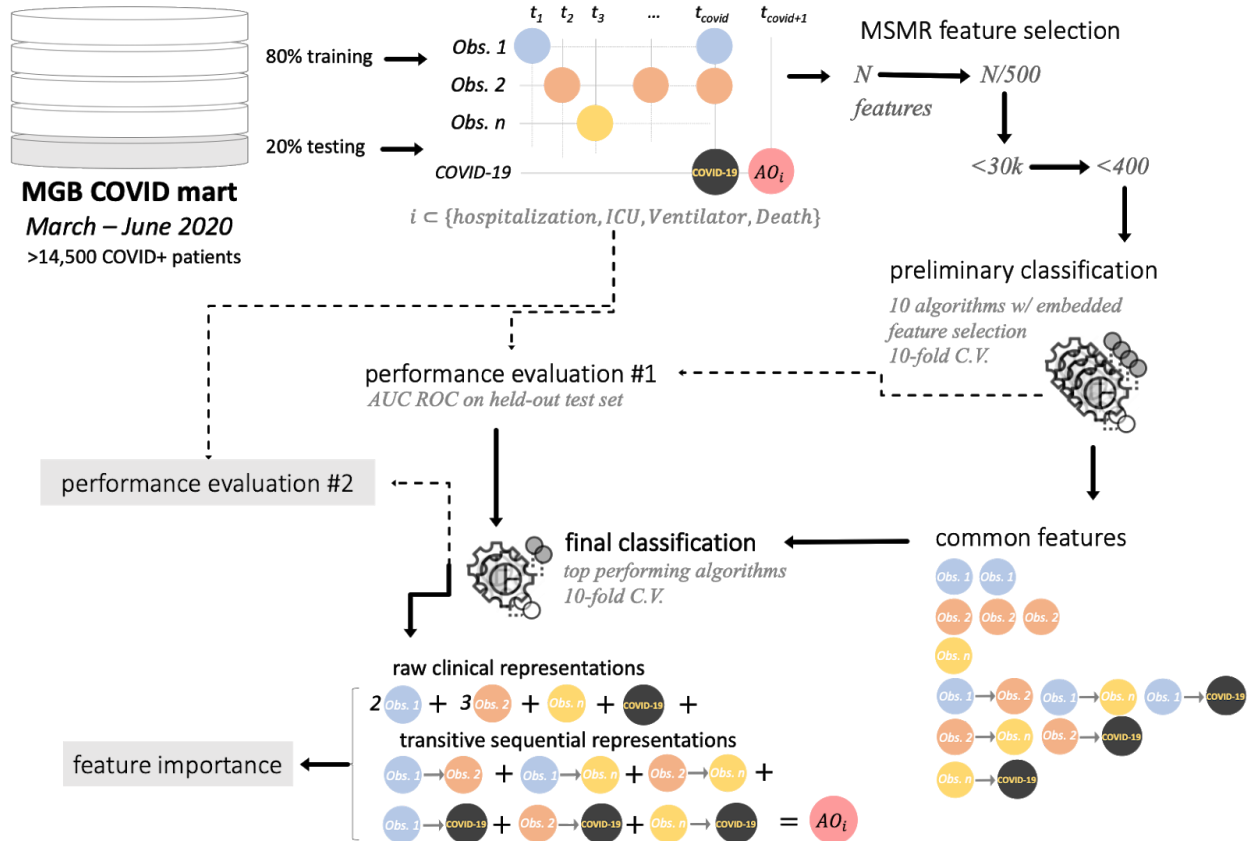 t1 t2 t3 ... tcovid tcovid+1
80% training
Obs. 1
Obs. 2
Obs. n
20% testing
COVID-19
COVID-19
AOi
i ⊂ {hospitalization, ICU, Ventilator, Death}
MGB COVID mart
March – June 2020
>14,500 COVID+ patients
MSMR feature selection
N
N/500
features
<30k
<400
preliminary classification
10 algorithms w/ embedded
feature selection
10-fold C.V.
performance evaluation #1
AUC ROC on held-out test set
performance evaluation #2
final classification
top performing algorithms
10-fold C.V.
common features
Obs. 1 Obs. 1
Obs. 2 Obs. 2 Obs. 2
Obs. n
Obs. 1 Obs. 2 Obs. 1 Obs. n Obs. 1 COVID-19
Obs. 2 Obs. n Obs. 2 COVID-19
Obs. n COVID-19
raw clinical representations
2 Obs. 1 + 3 Obs. 2 + Obs. n + COVID-19 +
transitive sequential representations
Obs. 1 Obs. 2 + Obs. 1 Obs. n + Obs. 2 Obs. n +
Obs. 1 COVID-19 + Obs. 2 COVID-19 + Obs. n COVID-19 = AOi
feature importance